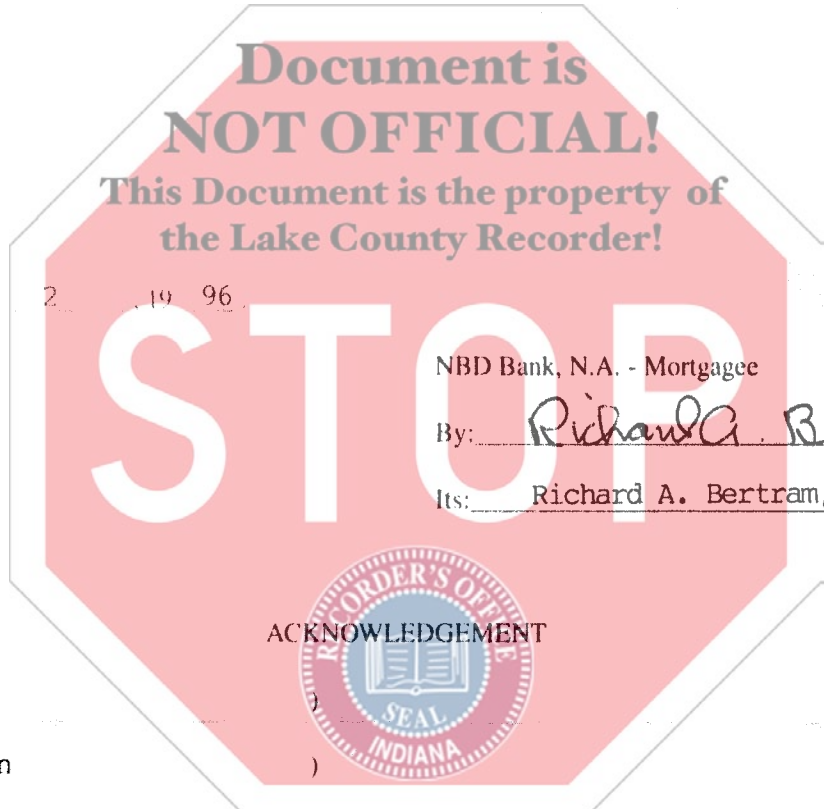 Document is
NOT OFFICIAL!
This Document is the property of
the Lake County Recorder!
2 , 19 96
STOP
NBD Bank, N.A. - Mortgagee
By: Richard A. B
Its: Richard A. Bertram,
ACKNOWLEDGEMENT
)
n )
RECORDER'S OFFICE
SEAL
INDIANA